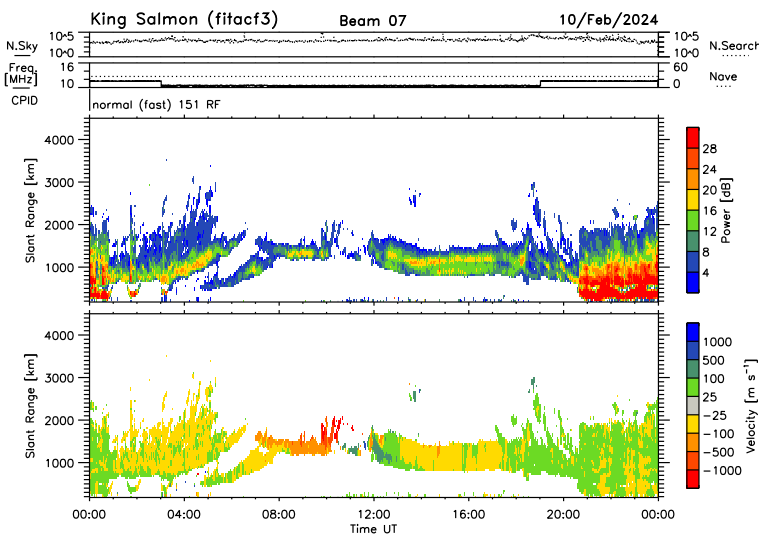 King Salmon (fitacf3) Beam 07 10/Feb/2024
N.Sky 10^5 10^0 10^5 10^0 N.Search
Freq [MHz] 16 10 60 0 Nave
CPID normal (fast) 151 RF
Slant Range [km] 4000 3000 2000 1000
28 24 20 16 12 8 4 Power [dB]
Slant Range [km] 4000 3000 2000 1000
1000 500 100 25 −25 −100 −500 −1000 Velocity [m s⁻¹]
00:00 04:00 08:00 12:00 16:00 20:00 00:00
Time UT